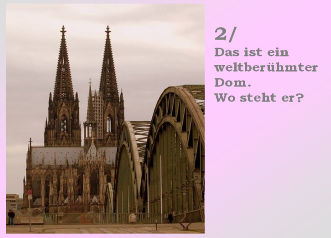 2/
Das ist ein
weltberühmter
Dom.
Wo steht er?